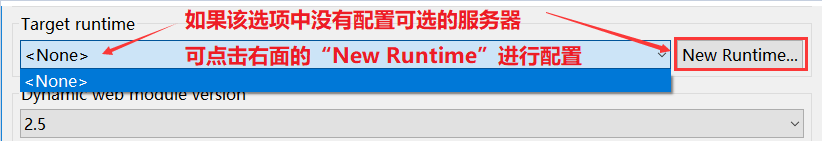 Target runtime
如果该选项中没有配置可选的服务器
<None>
可点击右面的“New Runtime”进行配置
New Runtime...
<None>
Dynamic web module version
2.5